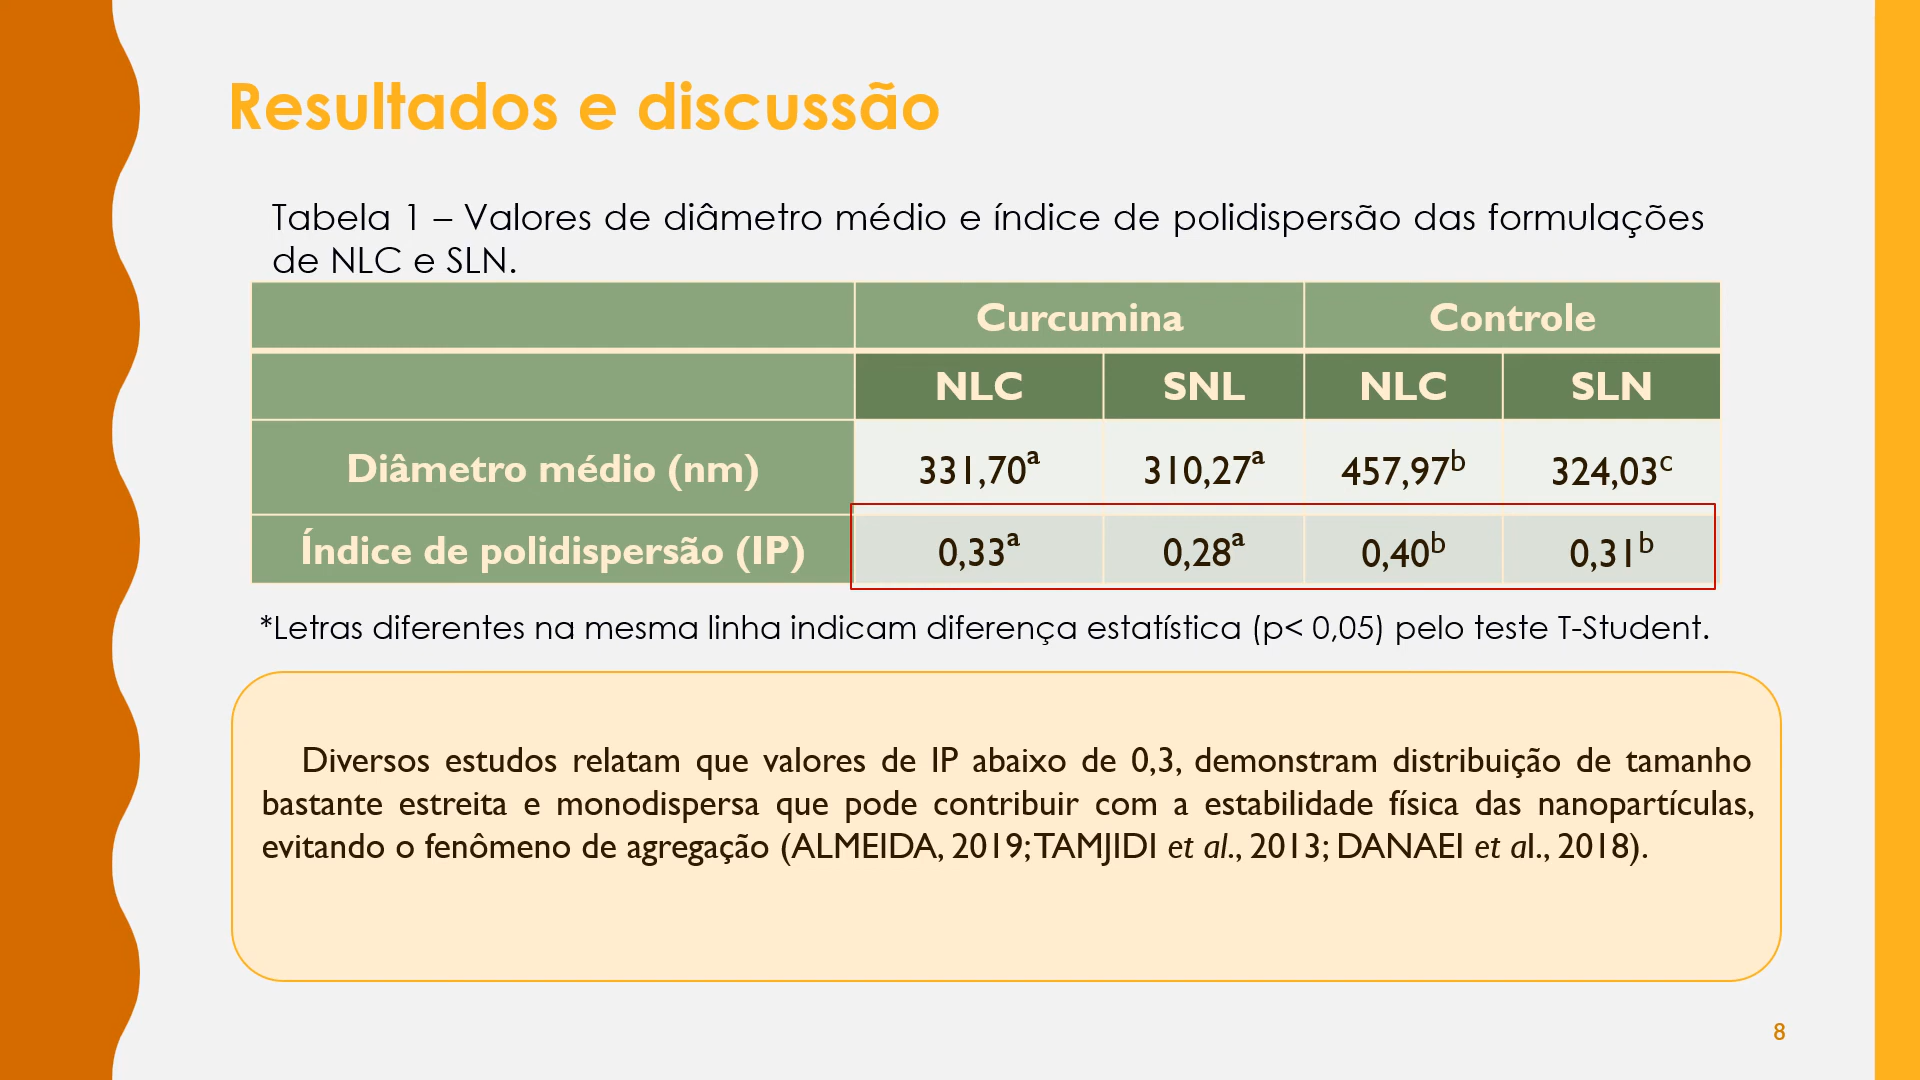 Resultados e discussão
Tabela 1 – Valores de diâmetro médio e índice de polidispersão das formulações
de NLC e SLN.
Curcumina Controle
NLC SNL NLC SLN
Diâmetro médio (nm) 331,70ᵃ 310,27ᵃ 457,97ᵇ 324,03ᶜ
Índice de polidispersão (IP) 0,33ᵃ 0,28ᵃ 0,40ᵇ 0,31ᵇ
*Letras diferentes na mesma linha indicam diferença estatística (p< 0,05) pelo teste T-Student.
Diversos estudos relatam que valores de IP abaixo de 0,3, demonstram distribuição de tamanho
bastante estreita e monodispersa que pode contribuir com a estabilidade física das nanopartículas,
evitando o fenômeno de agregação (ALMEIDA, 2019; TAMJIDI et al., 2013; DANAEI et al., 2018).
8